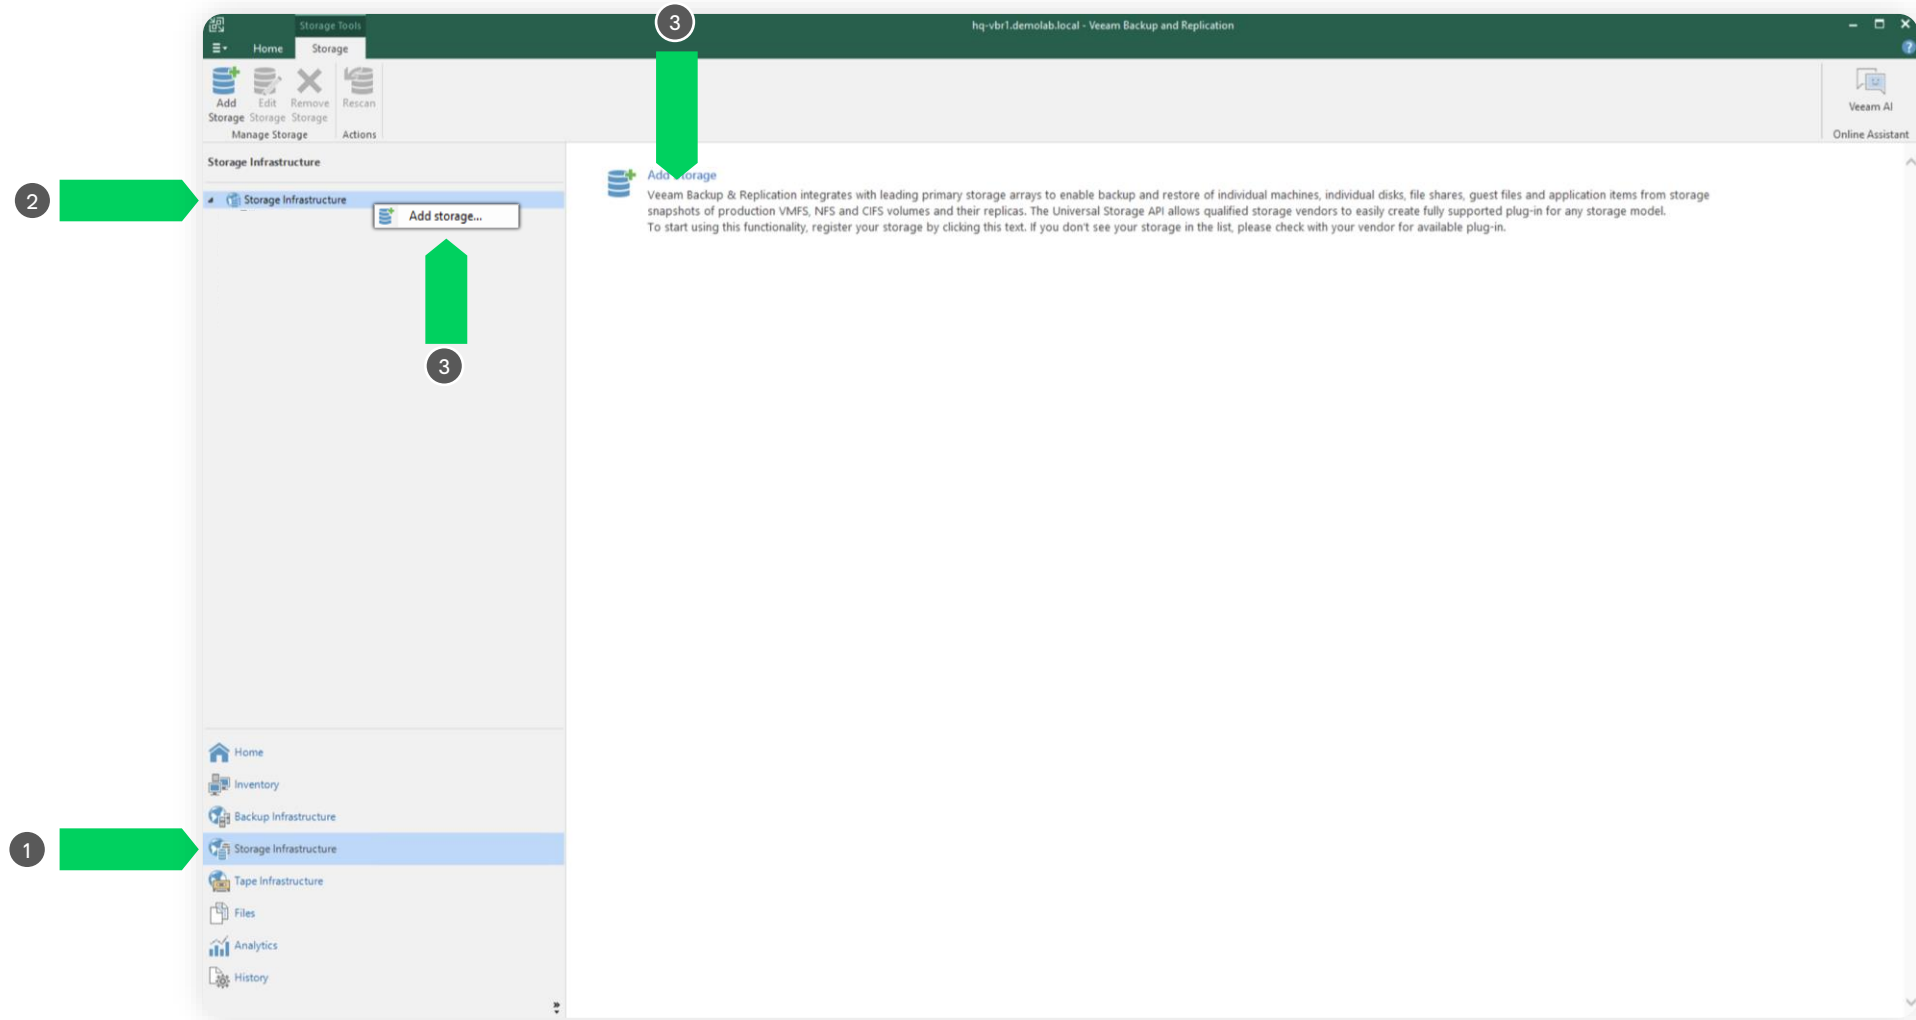 3
Storage Tools
hq-vbr1.demolab.local - Veeam Backup and Replication
Home Storage
Add Storage
Edit Storage
Remove Storage
Rescan
Manage Storage
Actions
Veeam AI
Online Assistant
Storage Infrastructure
2
Storage Infrastructure
Add storage...
3
Add Storage
Veeam Backup & Replication integrates with leading primary storage arrays to enable backup and restore of individual machines, individual disks, file shares, guest files and application items from storage
snapshots of production VMFS, NFS and CIFS volumes and their replicas. The Universal Storage API allows qualified storage vendors to easily create fully supported plug-in for any storage model.
To start using this functionality, register your storage by clicking this text. If you don't see your storage in the list, please check with your vendor for available plug-in.
Home
Inventory
Backup Infrastructure
1
Storage Infrastructure
Tape Infrastructure
Files
Analytics
History